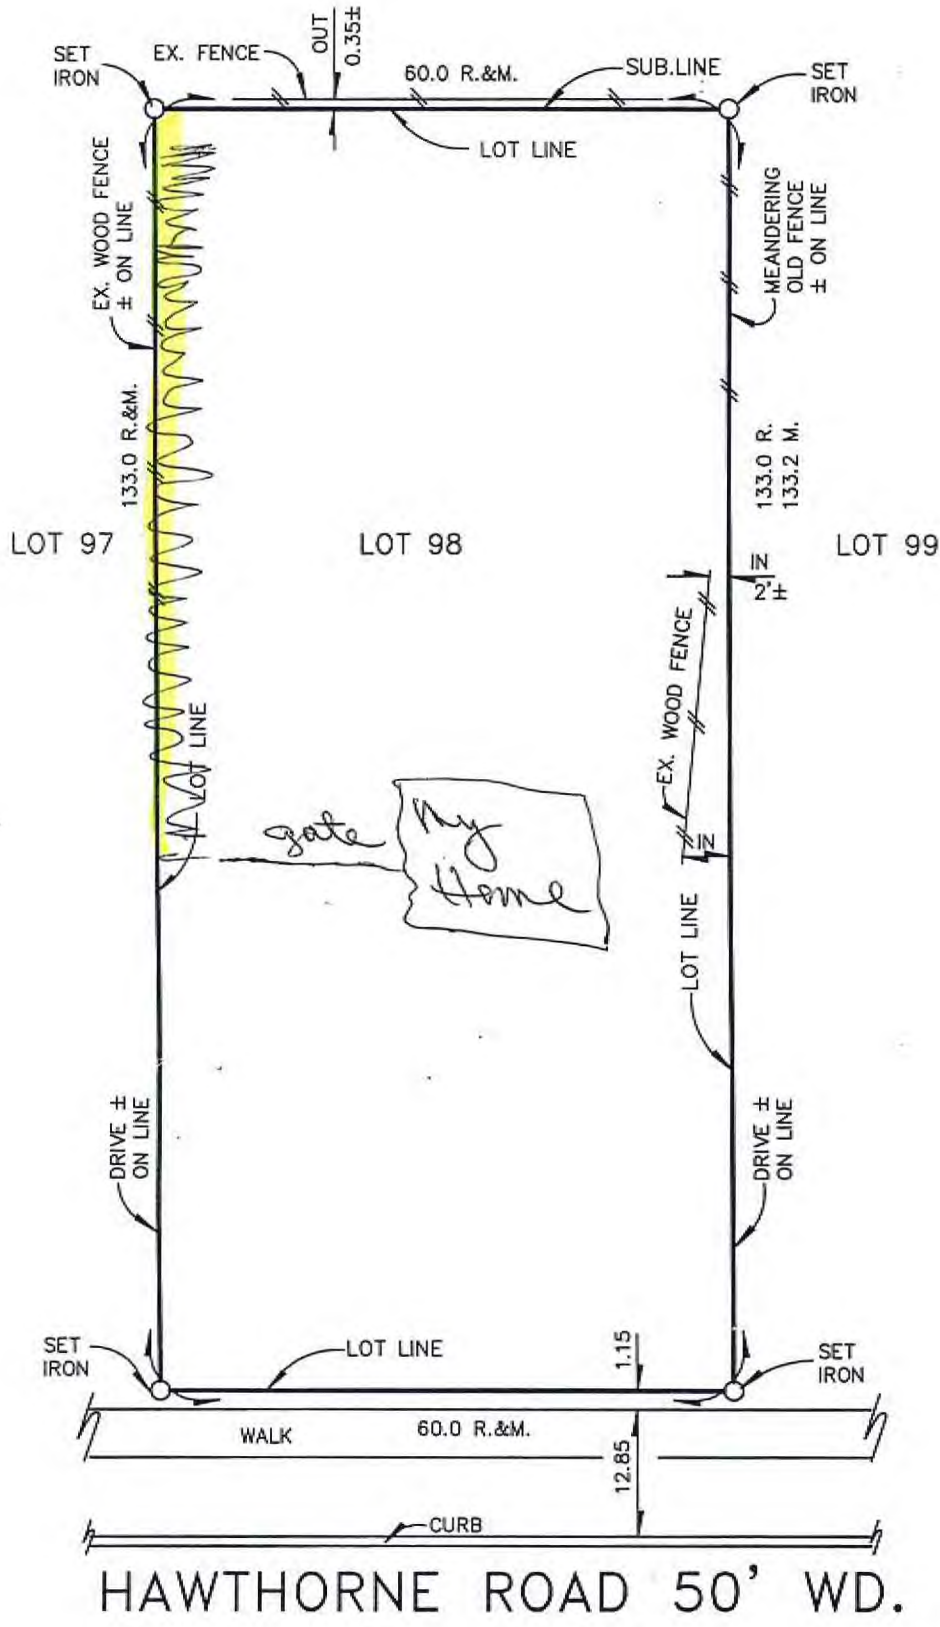 SET
IRON
EX. FENCE
OUT
0.35±
60.0 R.&M.
SUB.LINE
SET
IRON
LOT LINE
EX. WOOD FENCE
± ON LINE
MEANDERING
OLD FENCE
± ON LINE
133.0 R.&M.
133.0 R.
133.2 M.
LOT 97
LOT 98
LOT 99
IN
2'±
EX. WOOD FENCE
LOT LINE
gate
My
Home
IN
LOT LINE
DRIVE ±
ON LINE
DRIVE ±
ON LINE
SET
IRON
LOT LINE
1.15
SET
IRON
WALK
60.0 R.&M.
12.85
CURB
HAWTHORNE ROAD 50' WD.